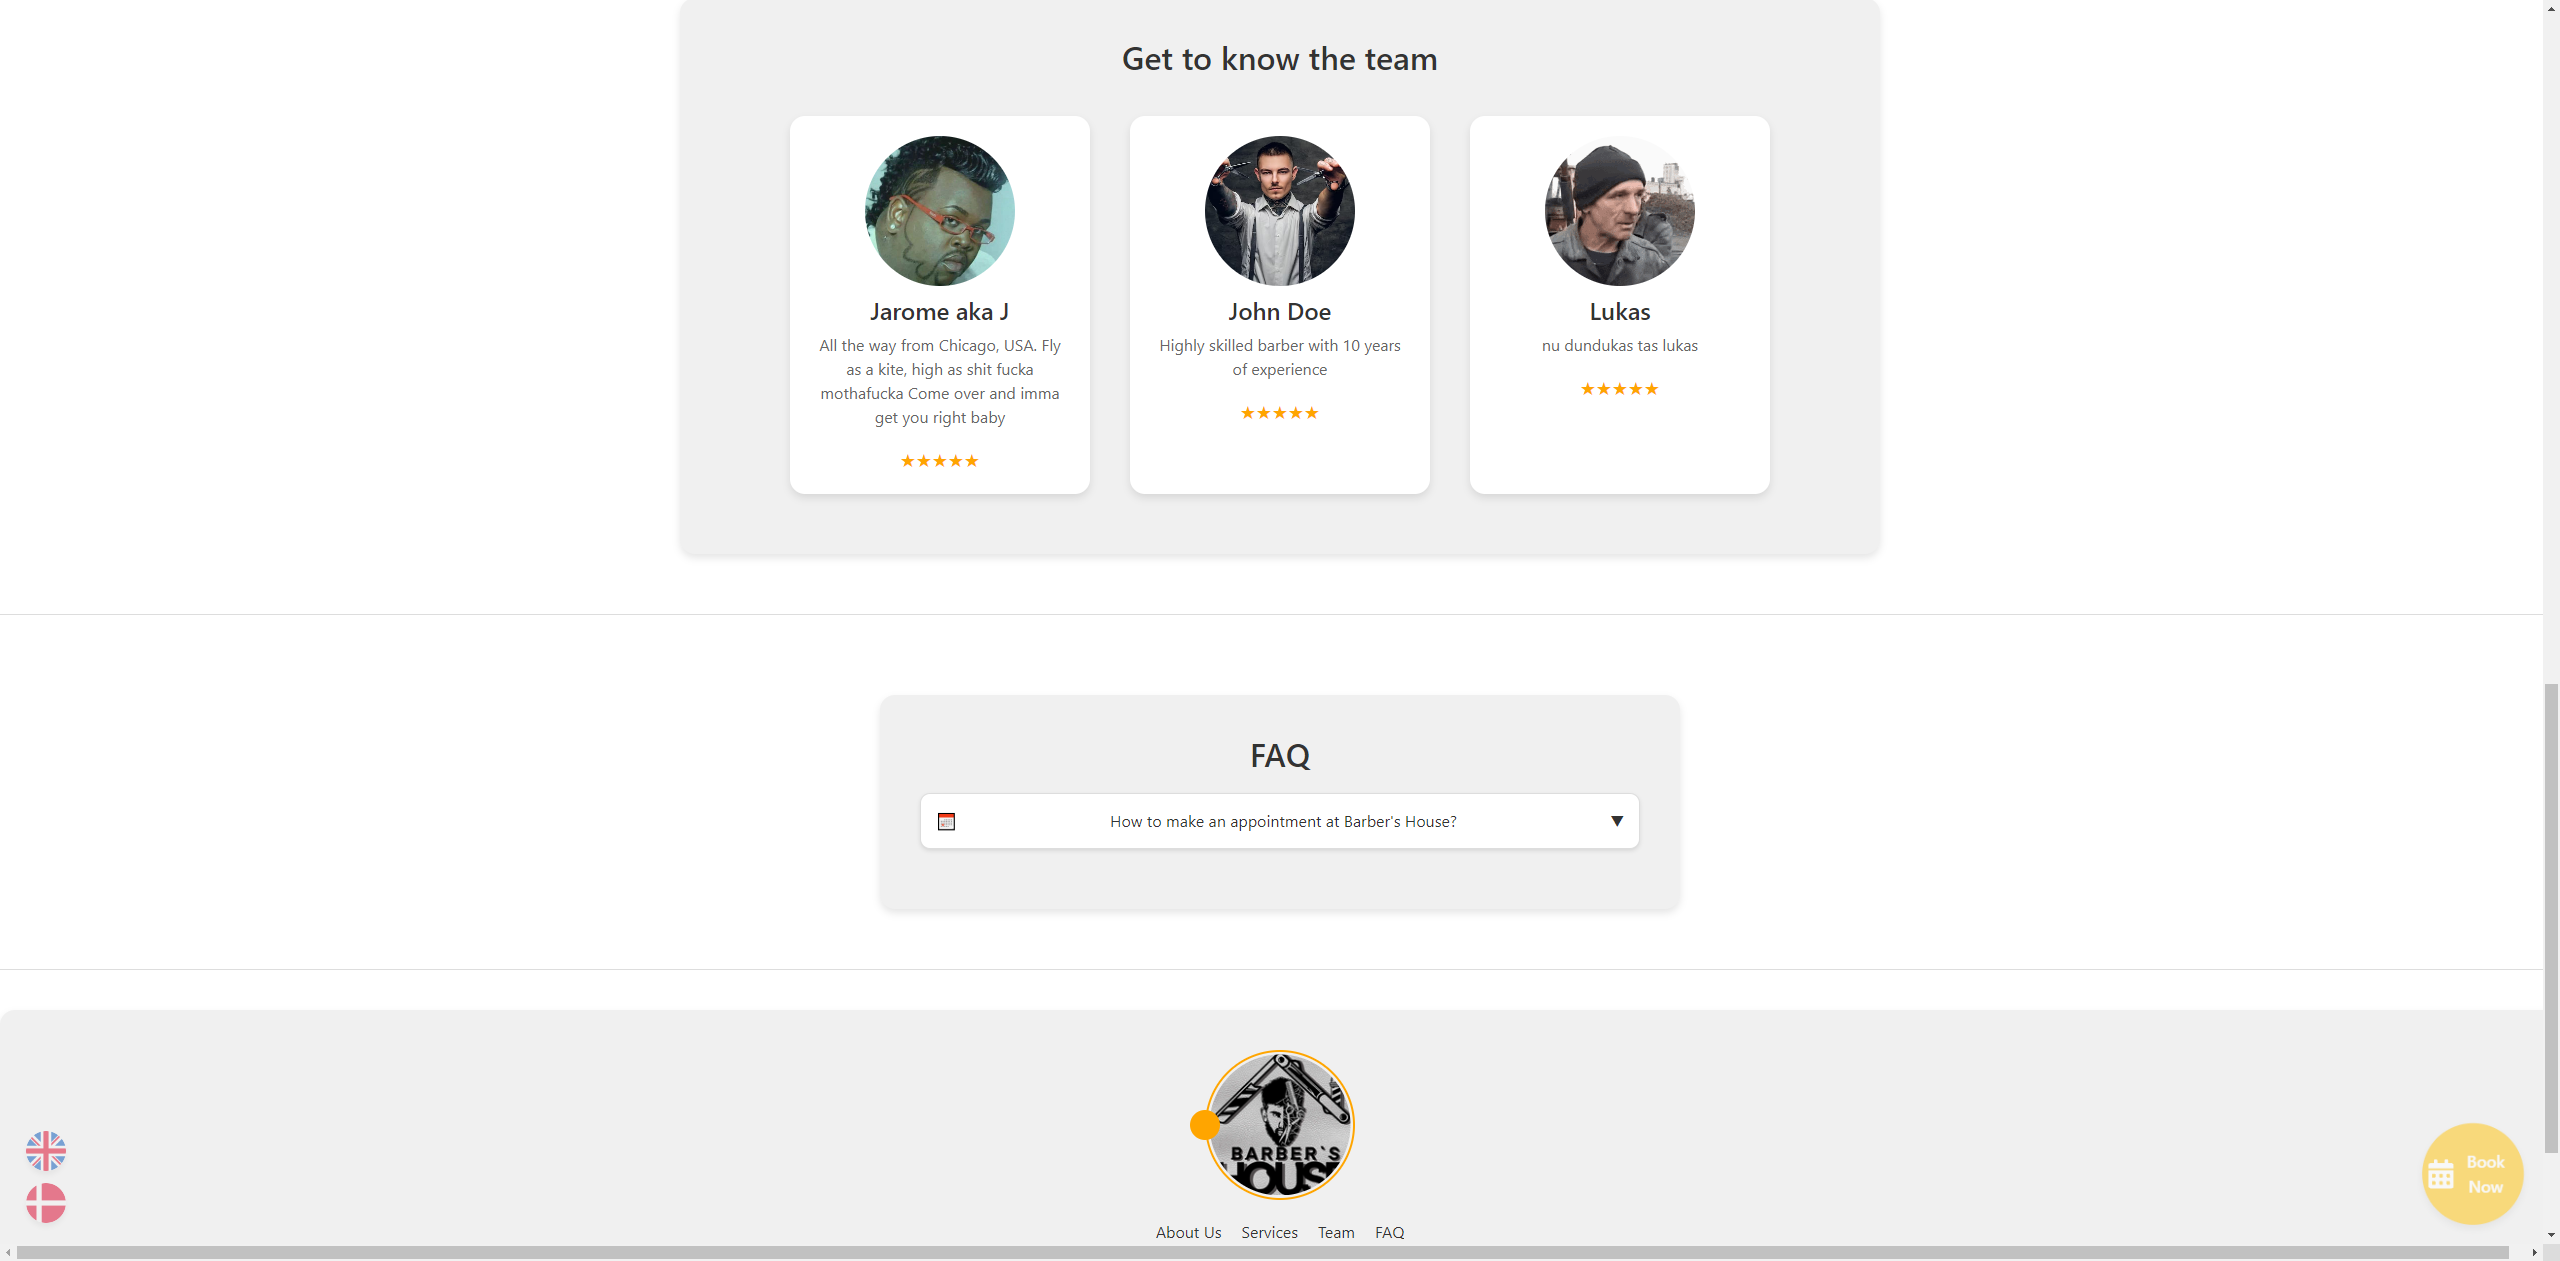 Get to know the team
Jarome aka J
All the way from Chicago, USA. Fly
as a kite, high as shit fucka
mothafucka Come over and imma
get you right baby
★★★★★
John Doe
Highly skilled barber with 10 years
of experience
★★★★★
Lukas
nu dundukas tas lukas
★★★★★
FAQ
How to make an appointment at Barber's House?
▼
BARBER`S
HOUSE
Book
Now
About Us Services Team FAQ